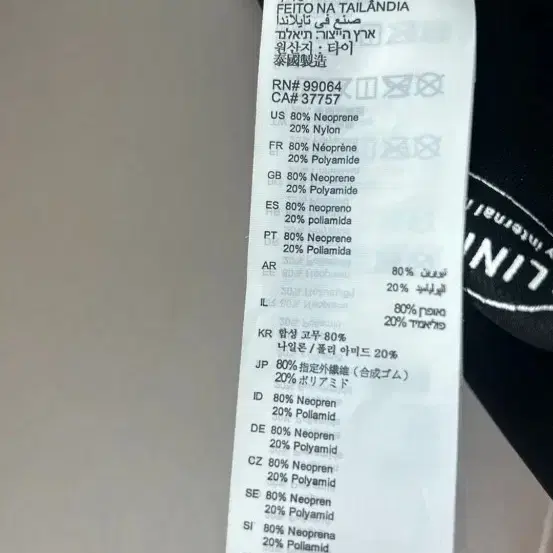 FEITO NA TAILÂNDIA
صنع في تايلاندا
ארץ הייצור: תיאלנד
원산지 · 타이
泰國製造
RN# 99064
CA# 37757
US 80% Neoprene
20% Nylon
FR 80% Néoprène
20% Polyamide
GB 80% Neoprene
20% Polyamide
ES 80% neopreno
20% poliamida
PT 80% Neoprene
20% Poliamida
AR 80% نيوبرين
20% البولياميد
IL 80% נאופרן
20% פוליאמיד
KR 합성 고무 80%
나일론 / 폴리 아미드 20%
JP 80% 指定外繊維 (合成ゴム)
20% ポリアミド
ID 80% Neopren
20% Poliamid
DE 80% Neopren
20% Polyamid
CZ 80% Neopren
20% Polyamid
SE 80% Neopren
20% Polyamid
SI 80% Neoprena
20% Poliamid
LIN
y internal